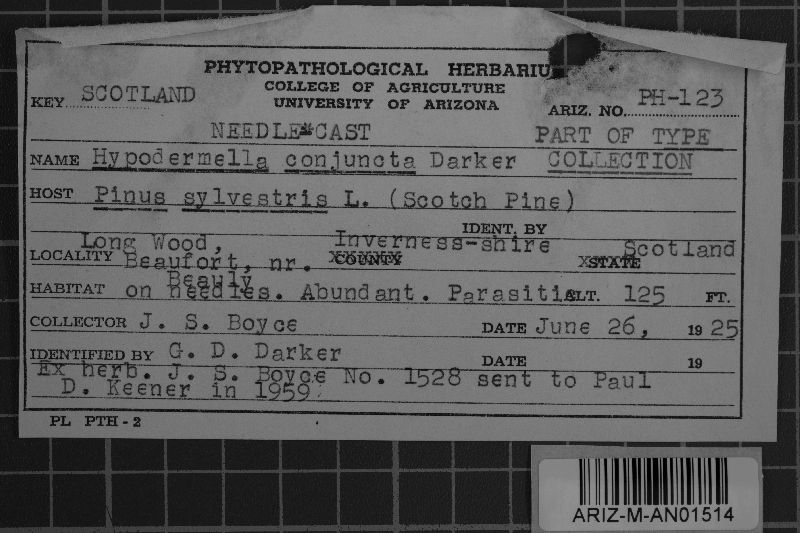 PHYTOPATHOLOGICAL HERBARIU
COLLEGE OF AGRICULTURE
UNIVERSITY OF ARIZONA
KEY SCOTLAND
ARIZ. NO. PH-123
NEEDLE CAST
PART OF TYPE
COLLECTION
NAME Hypodermella conjuncta Darker
HOST Pinus sylvestris L. (Scotch Pine)
IDENT. BY
LOCALITY Long Wood, Beaufort, nr. Beauly
Inverness-shire COUNTY
Scotland STATE
HABITAT on needles. Abundant. Parasitic ALT. 125 FT.
COLLECTOR J. S. Boyce DATE June 26, 1925
IDENTIFIED BY G. D. Darker DATE 19
Ex herb. J. S. Boyce No. 1528 sent to Paul
D. Keener in 1959
PL PTH-2
ARIZ-M-AN01514